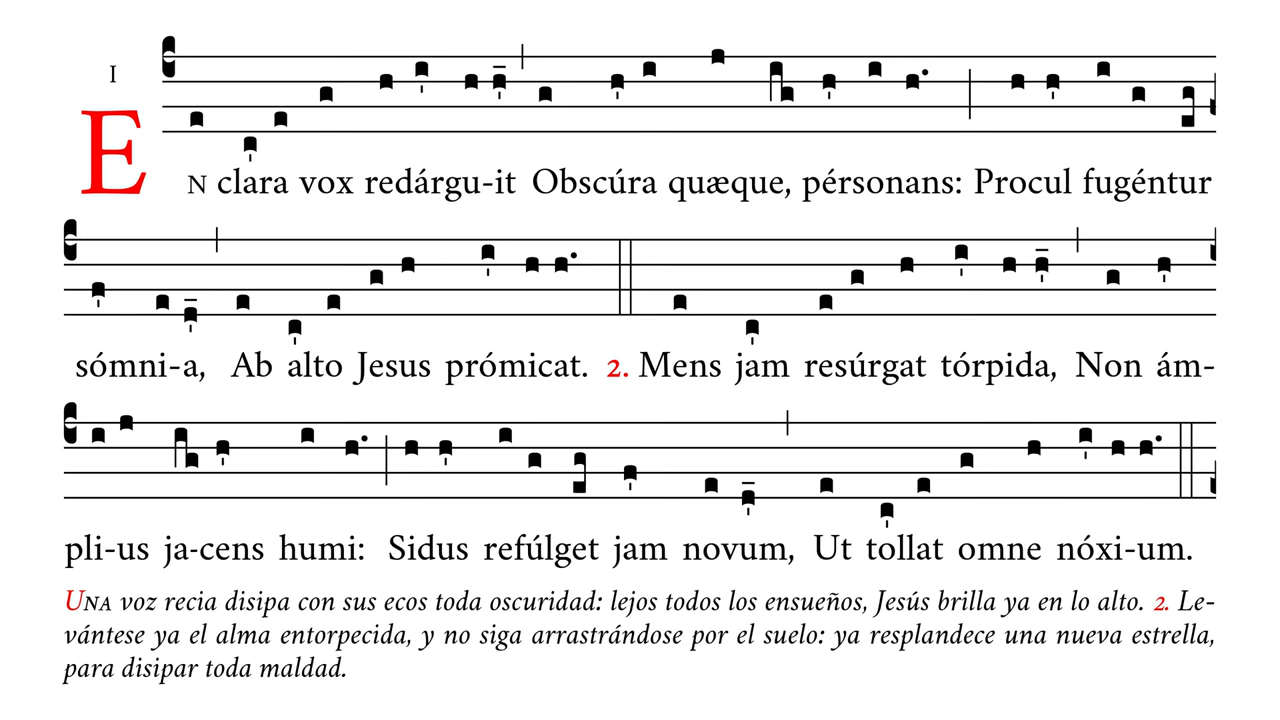 I
EN clara vox redárgu-it Obscúra quæque, pérsonans: Procul fugéntur
sómni-a, Ab alto Jesus prómicat. 2. Mens jam resúrgat tórpida, Non ám-
pli-us ja-cens humi: Sidus refúlget jam novum, Ut tollat omne nóxi-um.
UNA voz recia disipa con sus ecos toda oscuridad: lejos todos los ensueños, Jesús brilla ya en lo alto. 2. Le-
vántese ya el alma entorpecida, y no siga arrastrándose por el suelo: ya resplandece una nueva estrella,
para disipar toda maldad.